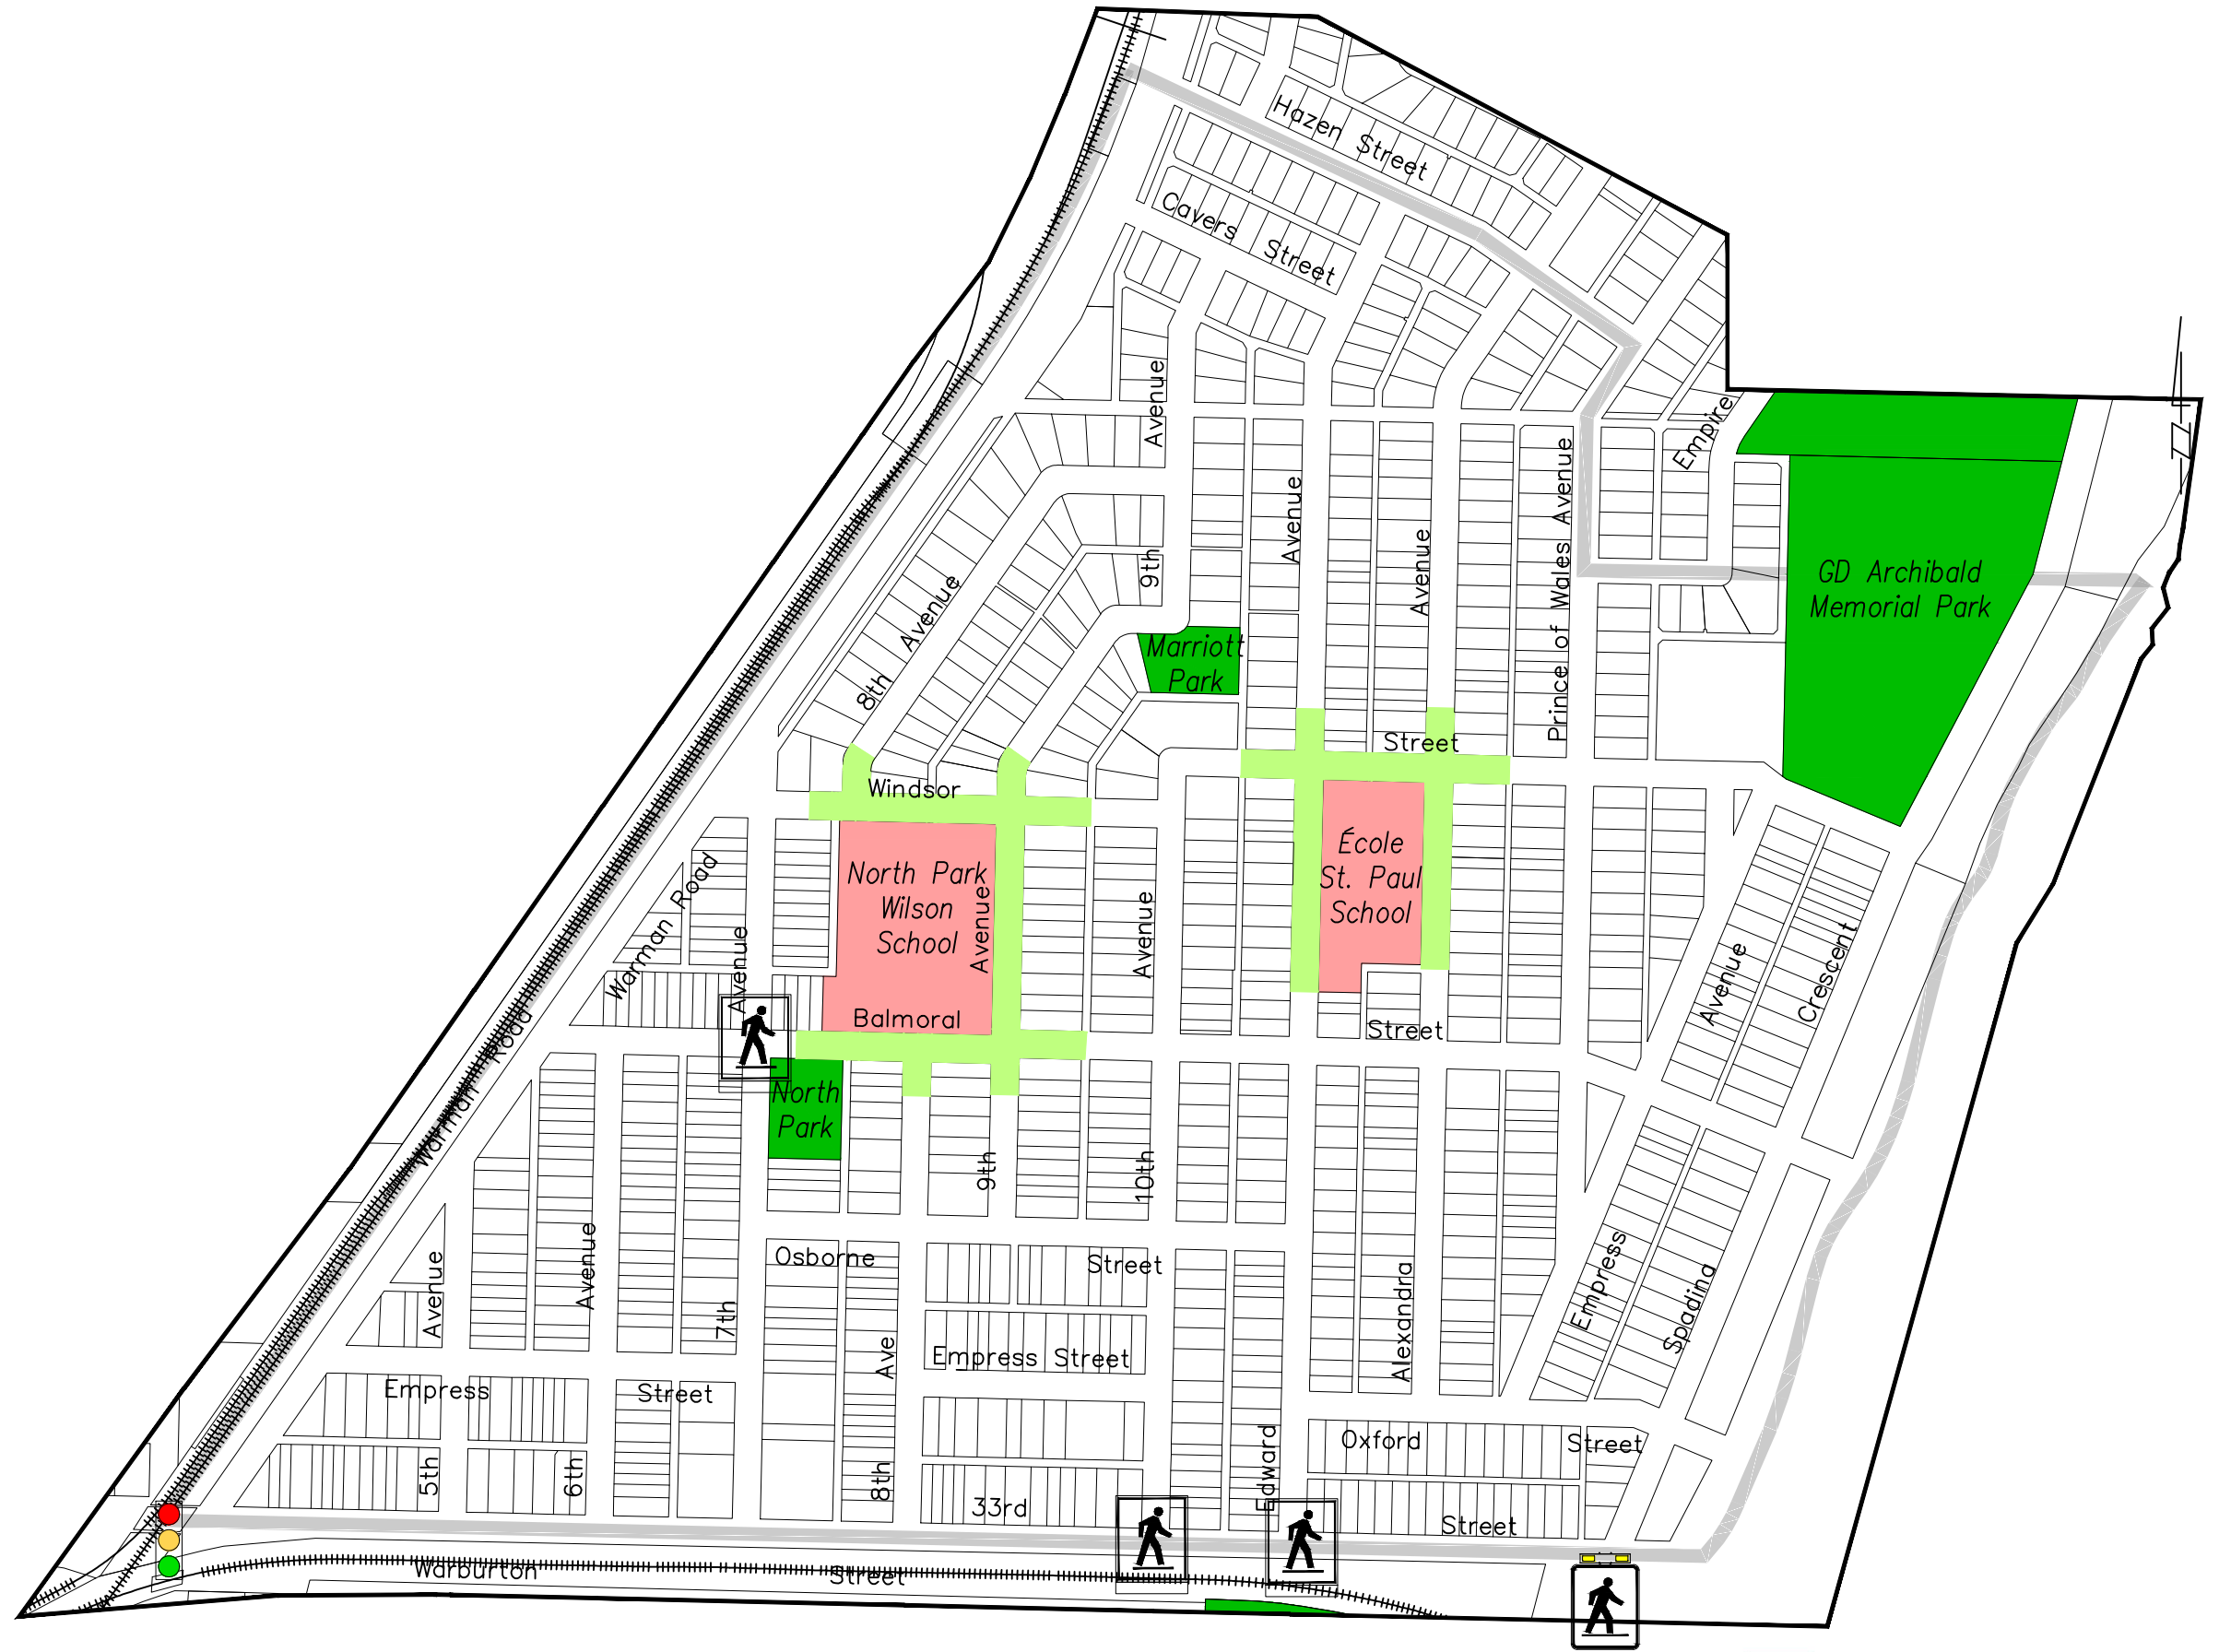 Hazen Street
Cavers Street
Avenue
Empire
Avenue
Avenue
Prince of Wales Avenue
9th
8th Avenue
GD Archibald
Memorial Park
Marriott
Park
Street
Windsor
École
St. Paul
School
North Park
Wilson
School
Avenue
Avenue
Warman Road
Avenue
Avenue
Crescent
Balmoral
Street
Warman Road
North
Park
9th
10th
Avenue
Avenue
Osborne
Street
7th
Ave
Empress Street
Alexandra
Empress
Spadina
Empress
Street
Oxford
Street
5th
6th
8th
33rd
Edward
Street
Warburton
Street